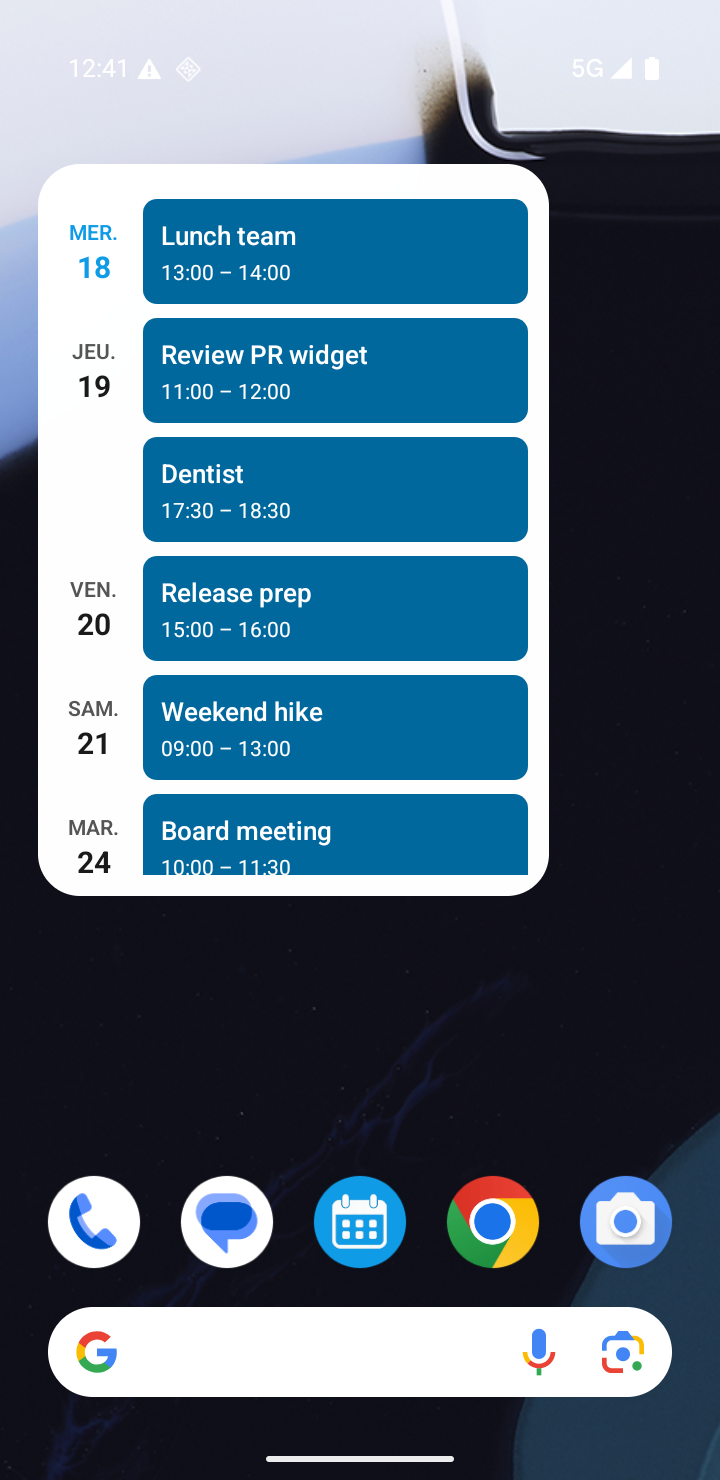 12:41
5G
MER.
18
Lunch team
13:00 – 14:00
JEU.
19
Review PR widget
11:00 – 12:00
Dentist
17:30 – 18:30
VEN.
20
Release prep
15:00 – 16:00
SAM.
21
Weekend hike
09:00 – 13:00
MAR.
24
Board meeting
10:00 – 11:30